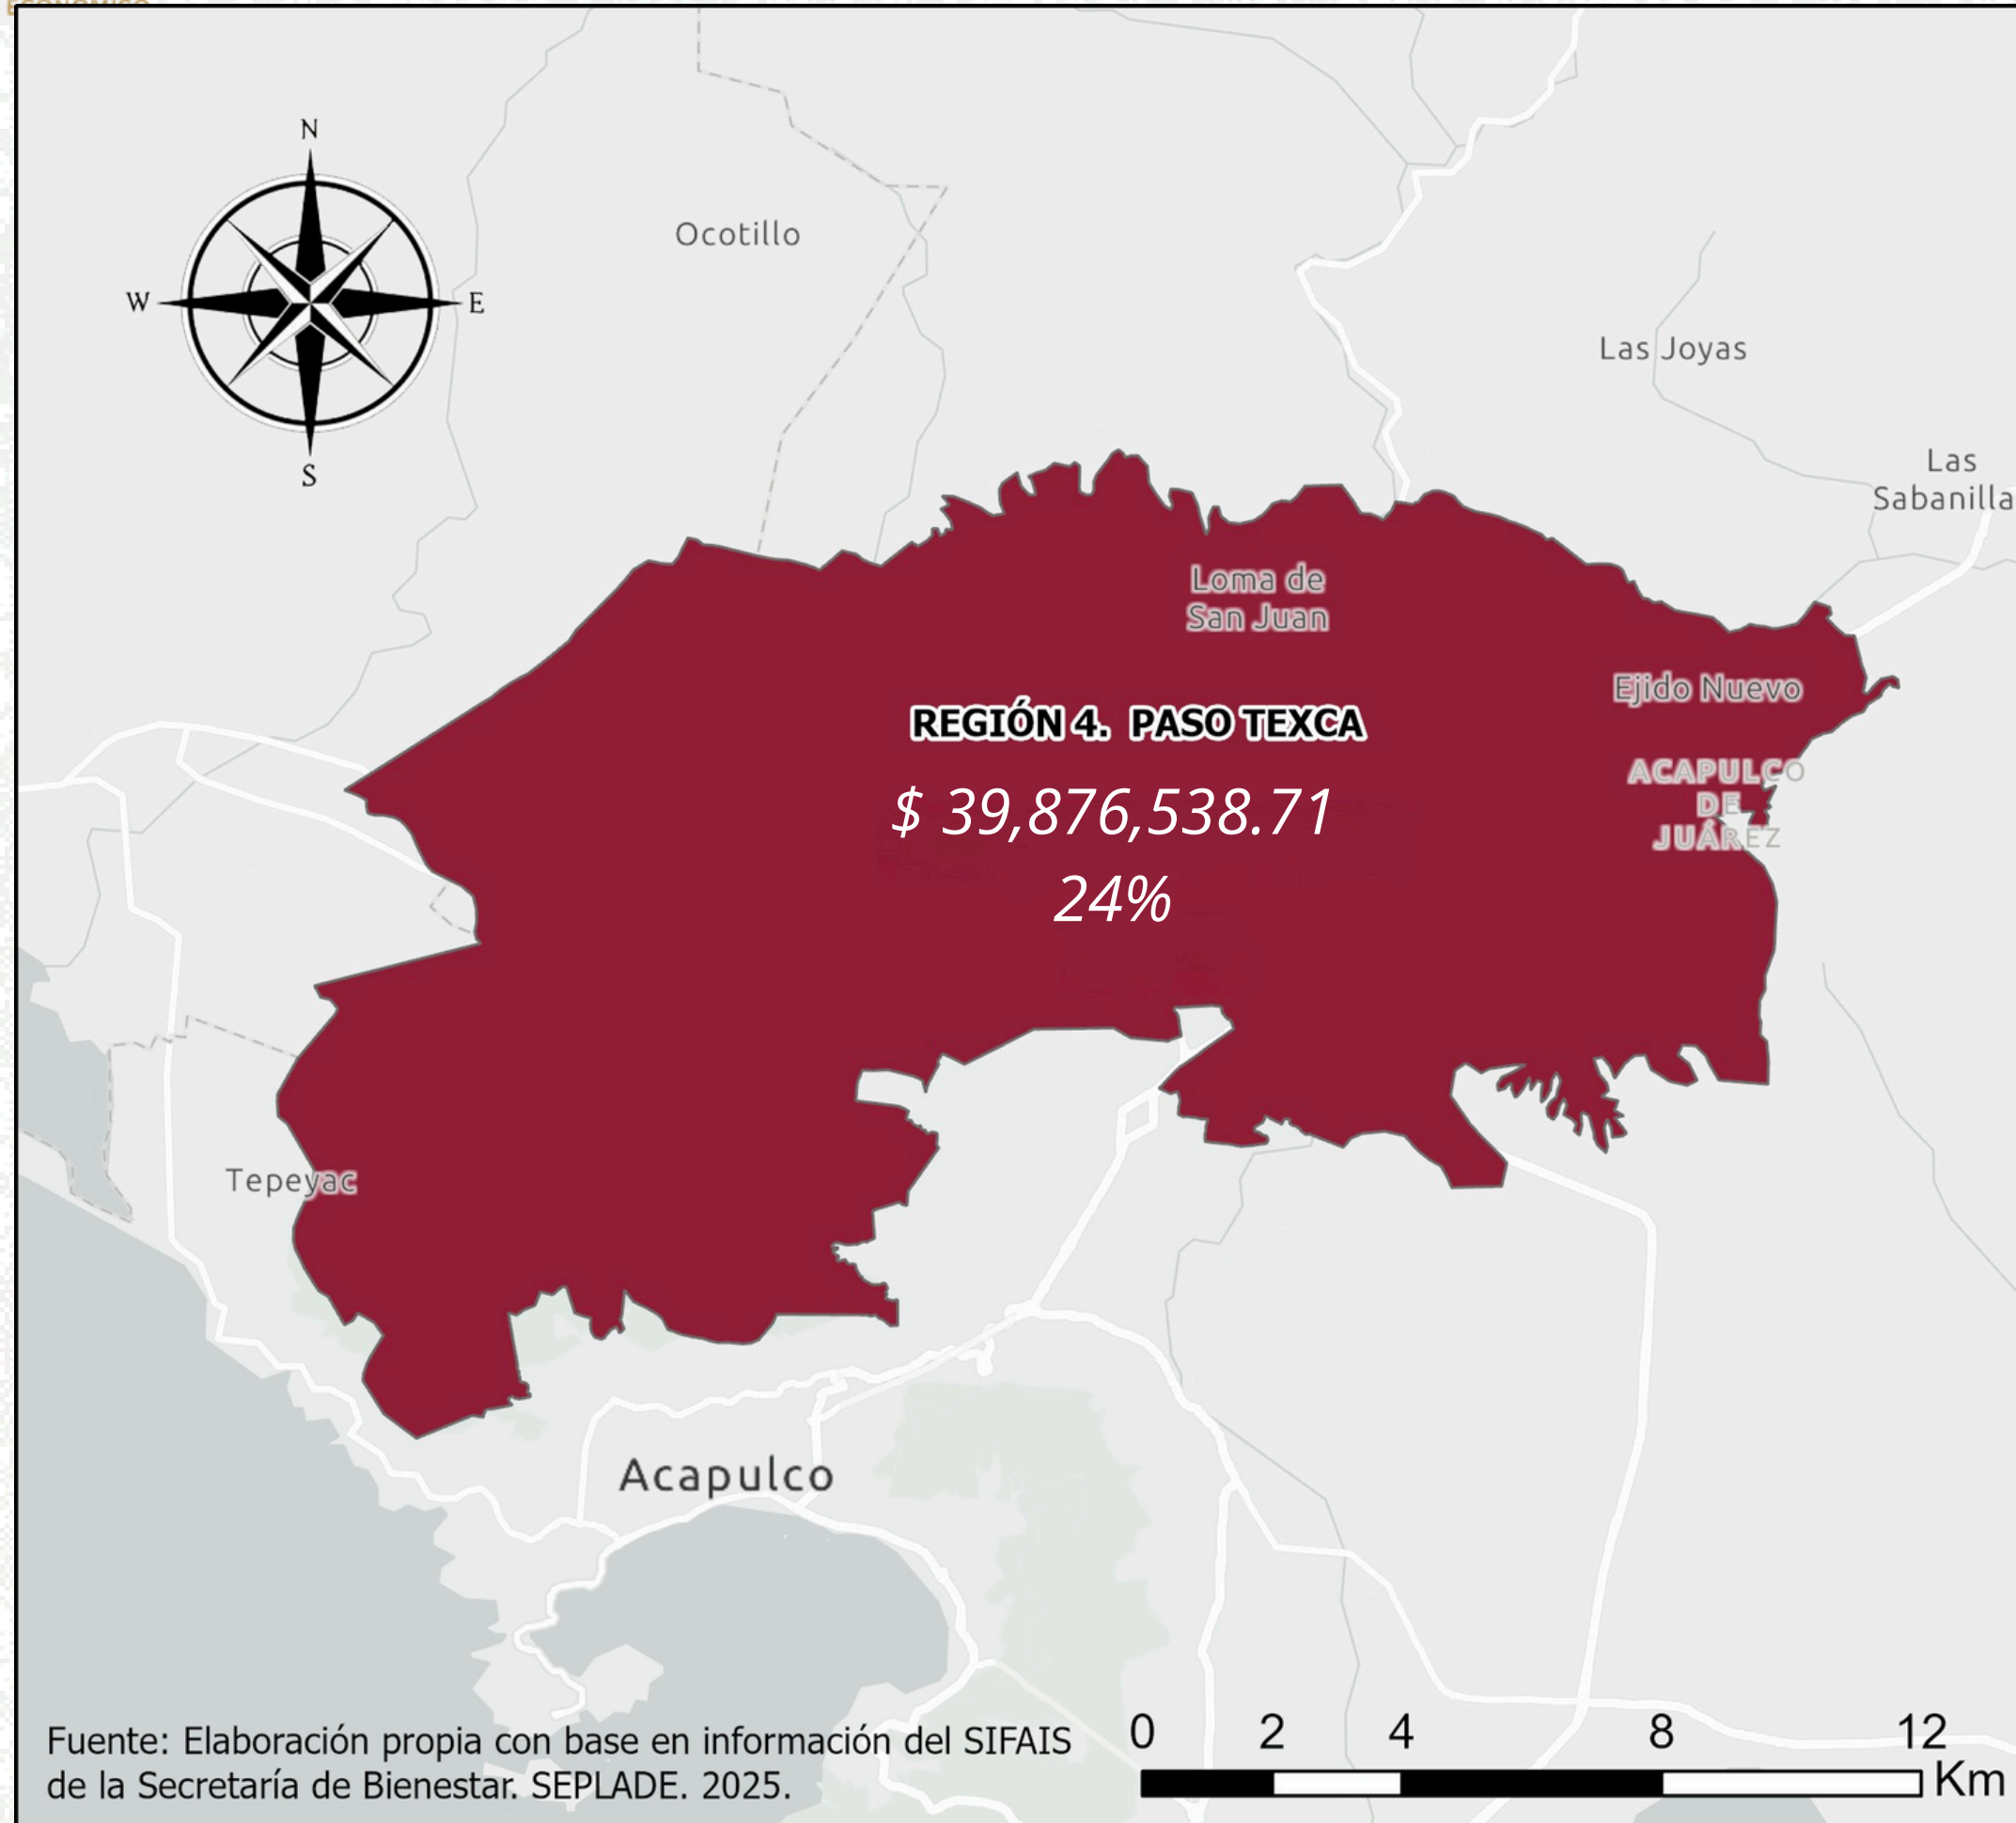 ECONÓMICO
N
W
E
S
Ocotillo
Las Joyas
Las
Sabanilla
Loma de
San Juan
Ejido Nuevo
REGIÓN 4. PASO TEXCA
ACAPULCO
DE
JUÁREZ
$ 39,876,538.71
24%
Tepeyac
Acapulco
Fuente: Elaboración propia con base en información del SIFAIS
de la Secretaría de Bienestar. SEPLADE. 2025.
0 2 4 8 12
Km